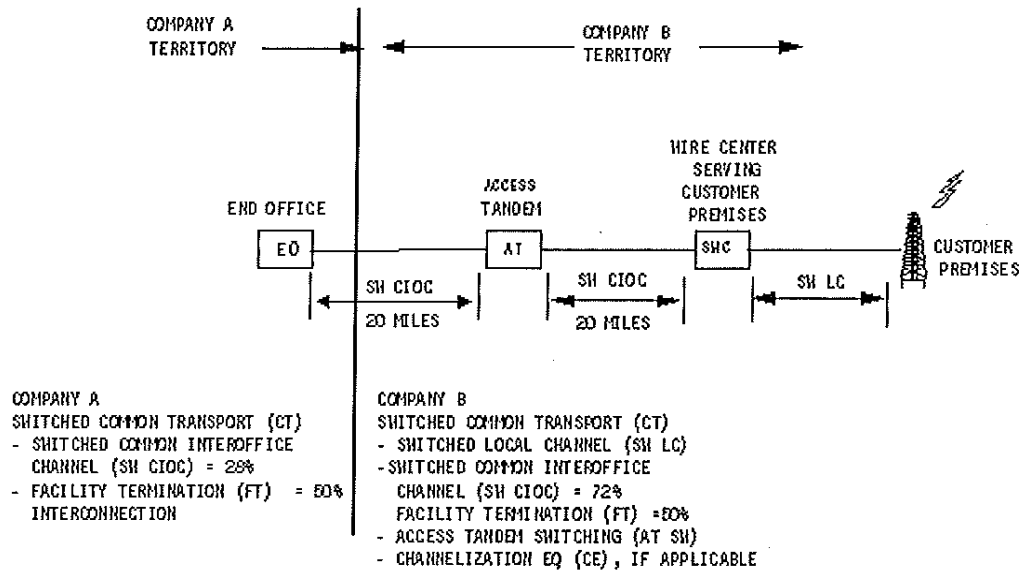 COMPANY A
TERRITORY
COMPANY B
TERRITORY
WIRE CENTER
SERVING
CUSTOMER
PREMISES
ACCESS
TANDEM
END OFFICE
EO
AT
SWC
CUSTOMER
PREMISES
SW CIOC
20 MILES
SW CIOC
20 MILES
SW LC
COMPANY A
SWITCHED COMMON TRANSPORT (CT)
- SWITCHED COMMON INTEROFFICE
CHANNEL (SW CIOC) = 28%
- FACILITY TERMINATION (FT) = 50%
INTERCONNECTION
COMPANY B
SWITCHED COMMON TRANSPORT (CT)
- SWITCHED LOCAL CHANNEL (SW LC)
-SWITCHED COMMON INTEROFFICE
CHANNEL (SW CIOC) = 72%
FACILITY TERMINATION (FT) =50%
- ACCESS TANDEM SWITCHING (AT SW)
- CHANNELIZATION EQ (CE), IF APPLICABLE